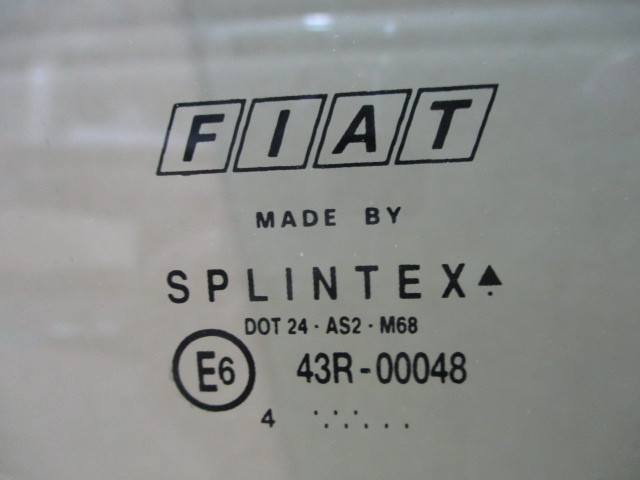 FIAT
MADE BY
SPLINTEX
DOT 24 · AS2 · M68
E6 43R-00048
4